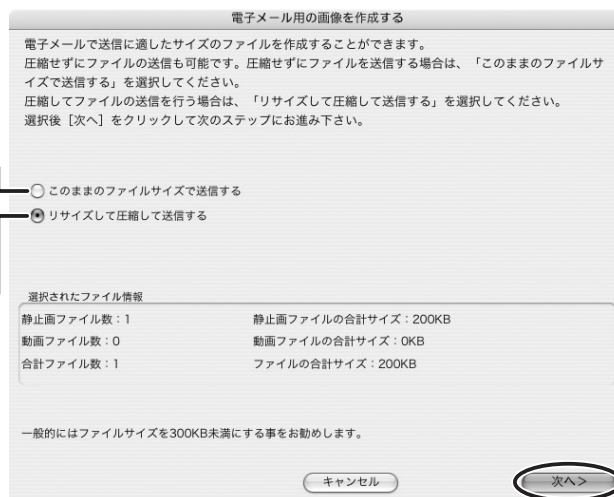 電子メール用の画像を作成する
電子メールで送信に適したサイズのファイルを作成することができます。
圧縮せずにファイルの送信も可能です。圧縮せずにファイルを送信する場合は、「このままのファイルサ
イズで送信する」を選択してください。
圧縮してファイルの送信を行う場合は、「リサイズして圧縮して送信する」を選択してください。
選択後［次へ］をクリックして次のステップにお進み下さい。
このままのファイルサイズで送信する
リサイズして圧縮して送信する
選択されたファイル情報
静止画ファイル数：1 静止画ファイルの合計サイズ：200KB
動画ファイル数：0 動画ファイルの合計サイズ：0KB
合計ファイル数：1 ファイルの合計サイズ：200KB
一般的にはファイルサイズを300KB未満にする事をお勧めします。
キャンセル 次へ＞